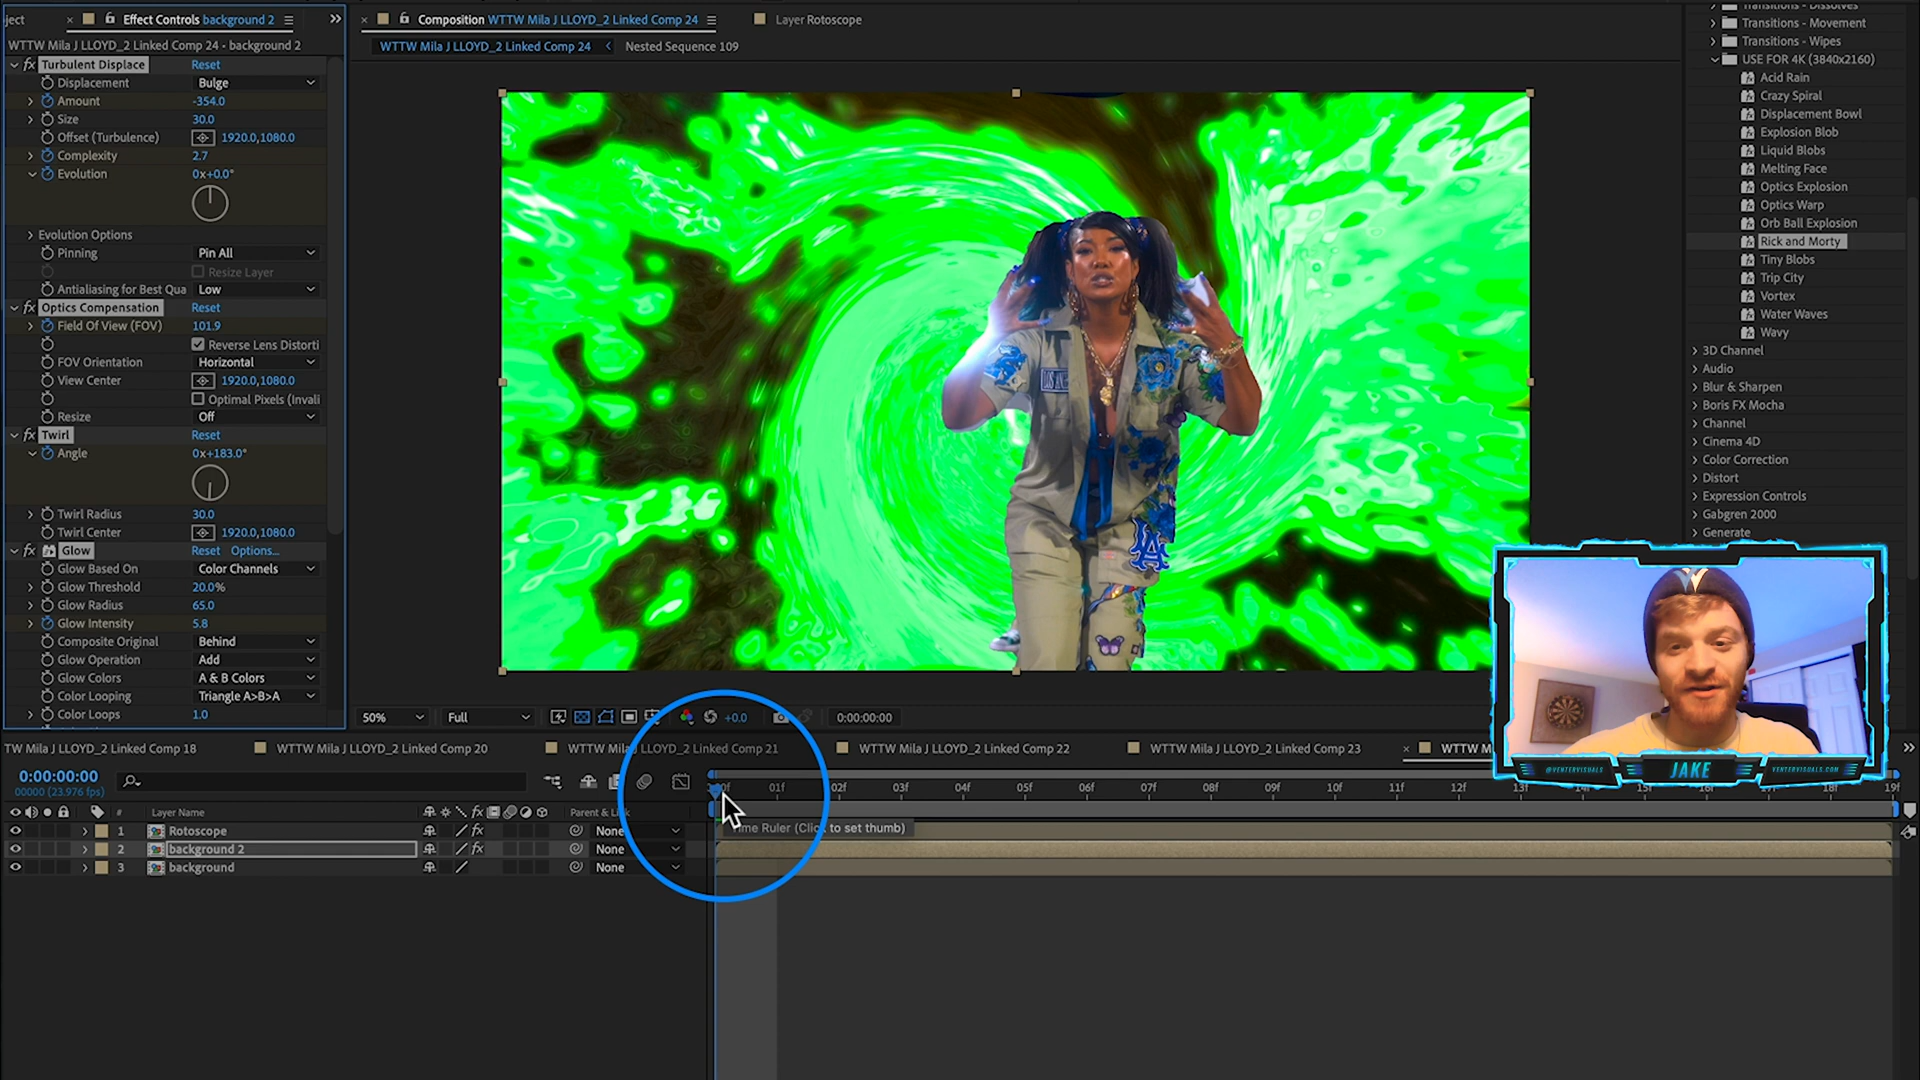 ject × Effect Controls background 2
WTTW Mila J LLOYD_2 Linked Comp 24 - background 2
fx Turbulent Displace Reset
Displacement Bulge
Amount -354.0
Size 30.0
Offset (Turbulence) 1920.0,1080.0
Complexity 2.7
Evolution 0x+0.0°
Evolution Options
Pinning Pin All
Resize Layer
Antialiasing for Best Qua Low
fx Optics Compensation Reset
Field Of View (FOV) 101.9
Reverse Lens Distorti
FOV Orientation Horizontal
View Center 1920.0,1080.0
Optimal Pixels (Invali
Resize Off
fx Twirl Reset
Angle 0x+183.0°
Twirl Radius 30.0
Twirl Center 1920.0,1080.0
fx Glow Reset Options...
Glow Based On Color Channels
Glow Threshold 20.0%
Glow Radius 65.0
Glow Intensity 5.8
Composite Original Behind
Glow Operation Add
Glow Colors A & B Colors
Color Looping Triangle A>B>A
Color Loops 1.0
× Composition WTTW Mila J LLOYD_2 Linked Comp 24
Layer Rotoscope
WTTW Mila J LLOYD_2 Linked Comp 24 < Nested Sequence 109
LA
50% Full +0.0 0:00:00:00
Transitions - Dissolves
Transitions - Movement
Transitions - Wipes
USE FOR 4K (3840x2160)
Acid Rain
Crazy Spiral
Displacement Bowl
Explosion Blob
Liquid Blobs
Melting Face
Optics Explosion
Optics Warp
Orb Ball Explosion
Rick and Morty
Tiny Blobs
Trip City
Vortex
Water Waves
Wavy
3D Channel
Audio
Blur & Sharpen
Boris FX Mocha
Channel
Cinema 4D
Color Correction
Distort
Expression Controls
Gabgren 2000
Generate
@VENTERVISUALS JAKE VENTERVISUALS.COM
TW Mila J LLOYD_2 Linked Comp 18
WTTW Mila J LLOYD_2 Linked Comp 20
WTTW Mila J LLOYD_2 Linked Comp 21
WTTW Mila J LLOYD_2 Linked Comp 22
WTTW Mila J LLOYD_2 Linked Comp 23
× WTTW M
0:00:00:00
00000 (23.976 fps)
01f 02f 03f 04f 05f 06f 07f 08f 09f 10f 11f 12f 13f 14f 15f 16f 17f 18f 19f
# Layer Name fx Parent & Link
1 Rotoscope fx None
Time Ruler (Click to set thumb)
2 background 2 fx None
3 background None